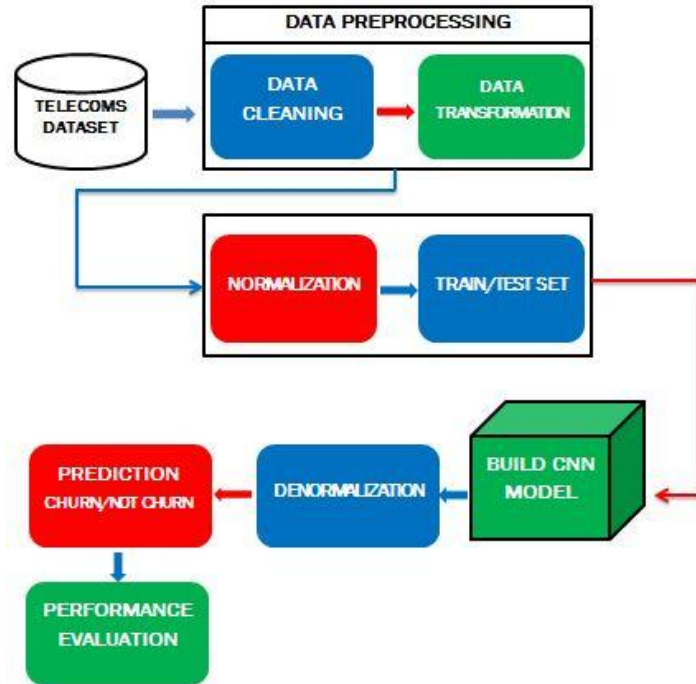 DATA PREPROCESSING
TELECOMS
DATASET
DATA
CLEANING
DATA
TRANSFORMATION
NORMALIZATION
TRAIN/TEST SET
BUILD CNN
MODEL
DENORMALIZATION
PREDICTION
CHURN/NOT CHURN
PERFORMANCE
EVALUATION